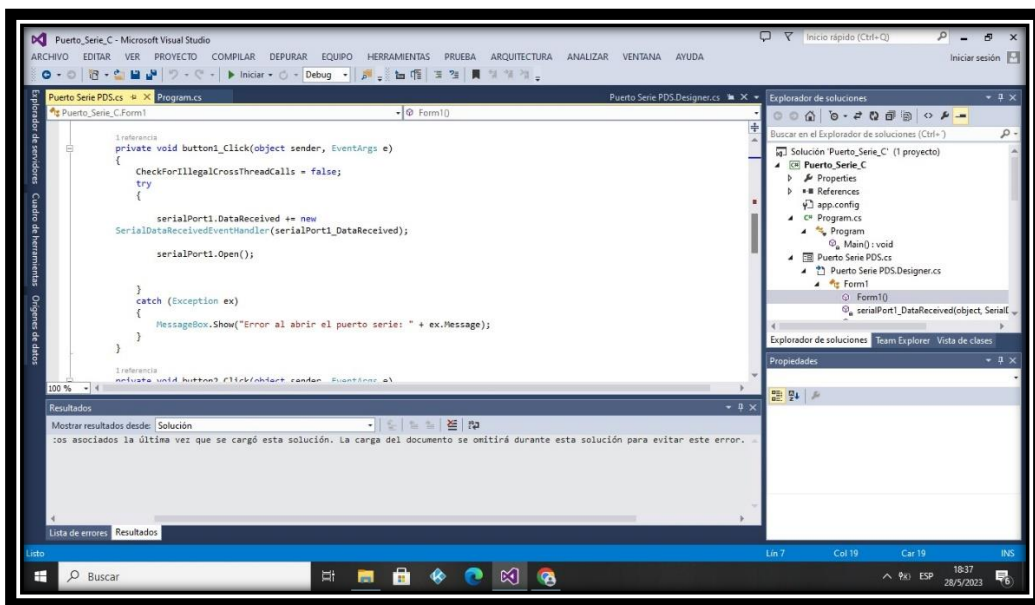 Puerto_Serie_C - Microsoft Visual Studio
Inicio rápido (Ctrl+Q)
ARCHIVO EDITAR VER PROYECTO COMPILAR DEPURAR EQUIPO HERRAMIENTAS PRUEBA ARQUITECTURA ANALIZAR VENTANA AYUDA
Iniciar sesión
Iniciar
Debug
Explorador de servidores
Cuadro de herramientas
Orígenes de datos
Puerto Serie PDS.cs
Program.cs
Puerto Serie PDS.Designer.cs
Puerto_Serie_C.Form1
Form1()
1 referencia
private void button1_Click(object sender, EventArgs e)
{
CheckForIllegalCrossThreadCalls = false;
try
{
serialPort1.DataReceived += new
SerialDataReceivedEventHandler(serialPort1_DataReceived);
serialPort1.Open();
}
catch (Exception ex)
{
MessageBox.Show("Error al abrir el puerto serie: " + ex.Message);
}
}
1 referencia
private void button2_Click(object sender, EventArgs e)
100 %
Resultados
Mostrar resultados desde: Solución
:os asociados la última vez que se cargó esta solución. La carga del documento se omitirá durante esta solución para evitar este error.
Lista de errores Resultados
Explorador de soluciones
Buscar en el Explorador de soluciones (Ctrl+´)
Solución 'Puerto_Serie_C' (1 proyecto)
C# Puerto_Serie_C
Properties
References
app.config
C# Program.cs
Program
Main() : void
Puerto Serie PDS.cs
Puerto Serie PDS.Designer.cs
Form1
Form1()
serialPort1_DataReceived(object, SerialD
Explorador de soluciones Team Explorer Vista de clases
Propiedades
Listo
Lín 7 Col 19 Car 19 INS
Buscar
ESP
18:37
28/5/2023
6